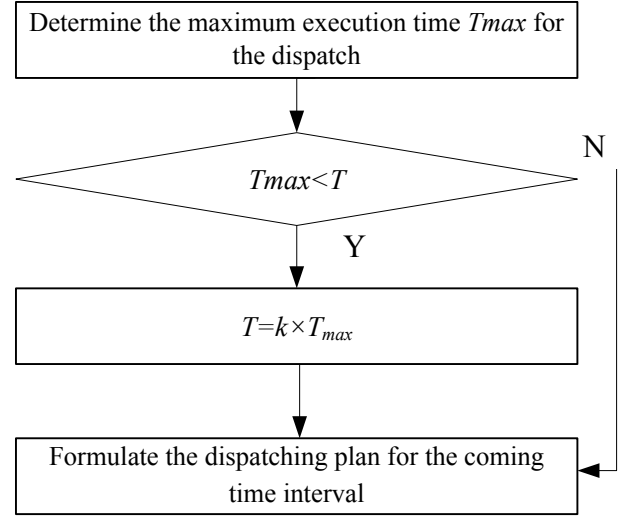 Determine the maximum execution time Tmax for
the dispatch
N
Tmax<T
Y
T=k×Tmax
Formulate the dispatching plan for the coming
time interval